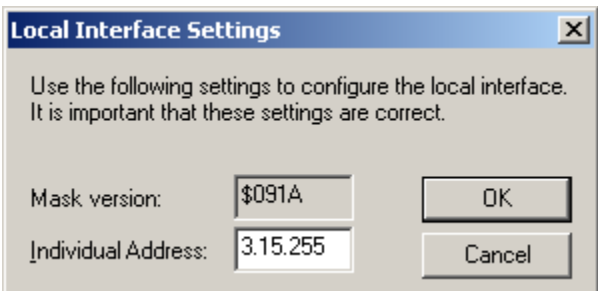 Local Interface Settings
Use the following settings to configure the local interface.
It is important that these settings are correct.
Mask version: $091A OK
Individual Address: 3.15.255 Cancel